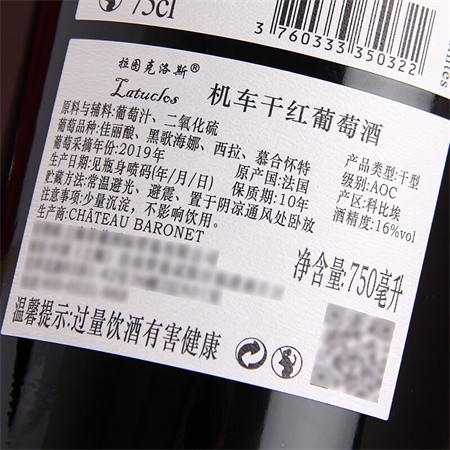 75cl
3 760333 350322
拉图克洛斯®
Latuclos
机车干红葡萄酒
原料与辅料:葡萄汁、二氧化硫
葡萄品种:佳丽酿、黑歌海娜、西拉、慕合怀特
葡萄采摘年份:2019年
原产国:法国
产品类型:干型
生产日期:见瓶身喷码(年/月/日)
保质期:10年
级别:AOC
贮藏方法:常温避光、避震、置于阴凉通风处卧放
产区:科比埃
注意事项:少量沉淀,不影响饮用。
酒精度:16%vol
生产商:CHÂTEAU BARONET
净含量:750毫升
温馨提示:过量饮酒有害健康